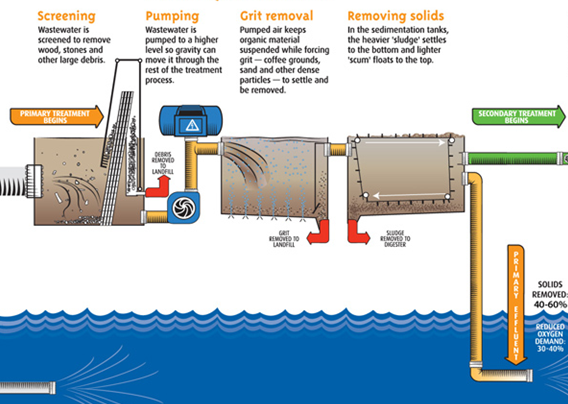 Screening
Wastewater is
screened to remove
wood, stones and
other large debris.
Pumping
Wastewater is
pumped to a higher
level so gravity can
move it through the
rest of the treatment
process.
Grit removal
Pumped air keeps
organic material
suspended while forcing
grit — coffee grounds,
sand and other dense
particles — to settle and
be removed.
Removing solids
In the sedimentation tanks,
the heavier 'sludge' settles
to the bottom and lighter
'scum' floats to the top.
PRIMARY TREATMENT
BEGINS
SECONDARY TREATMENT
BEGINS
DEBRIS
REMOVED
TO
LANDFILL
GRIT
REMOVED TO
LANDFILL
SLUDGE
REMOVED TO
DIGESTER
PRIMARY EFFLUENT
SOLIDS
REMOVED:
40-60%
REDUCED
OXYGEN
DEMAND:
30-40%